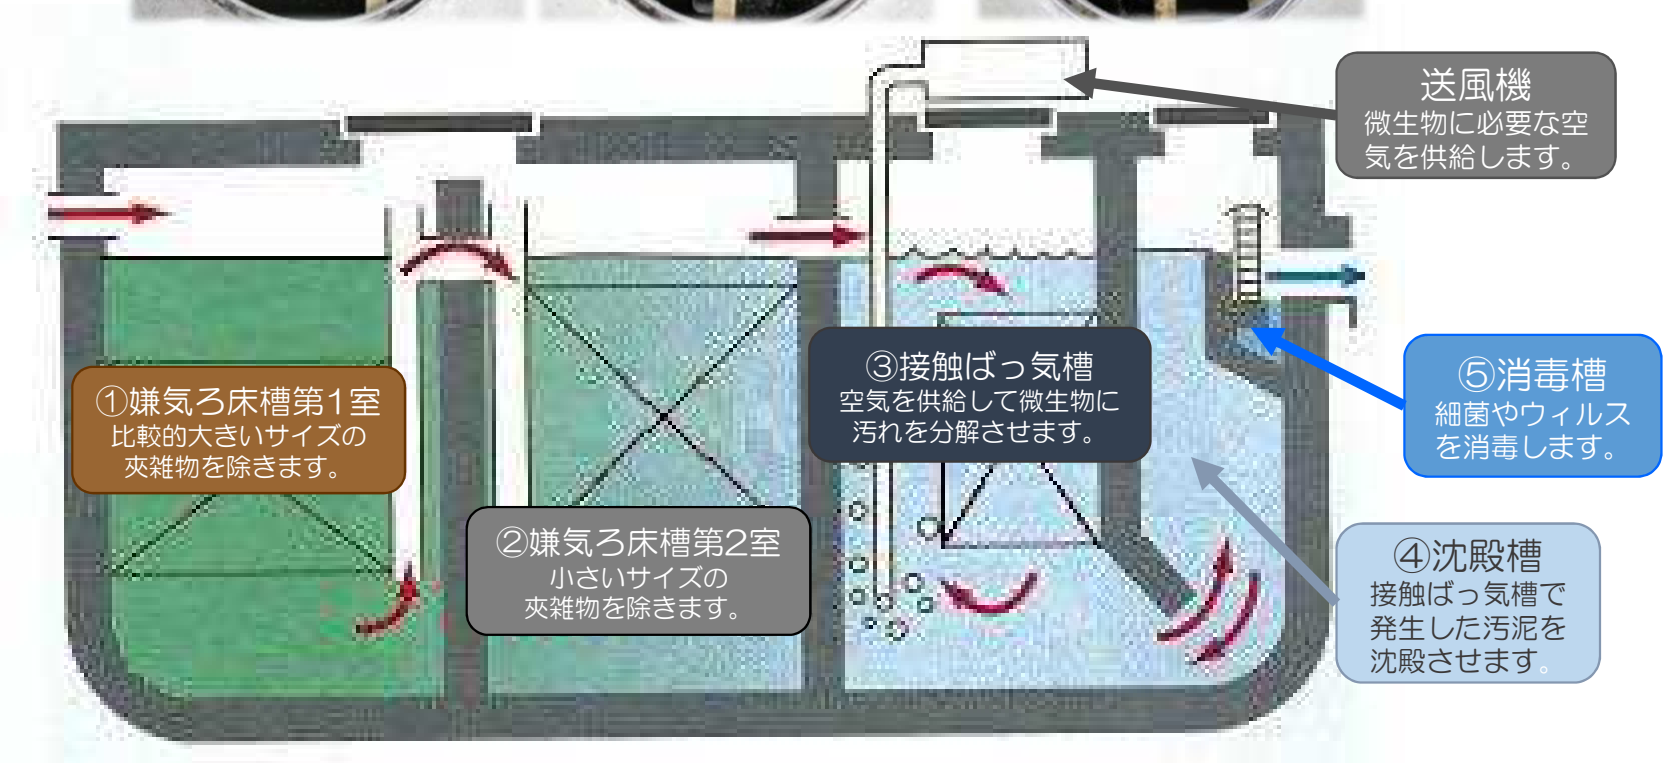 送風機
微生物に必要な空
気を供給します。
①嫌気ろ床槽第1室
比較的大きいサイズの
夾雑物を除きます。
②嫌気ろ床槽第2室
小さいサイズの
夾雑物を除きます。
③接触ばっ気槽
空気を供給して微生物に
汚れを分解させます。
④沈殿槽
接触ばっ気槽で
発生した汚泥を
沈殿させます。
⑤消毒槽
細菌やウィルス
を消毒します。